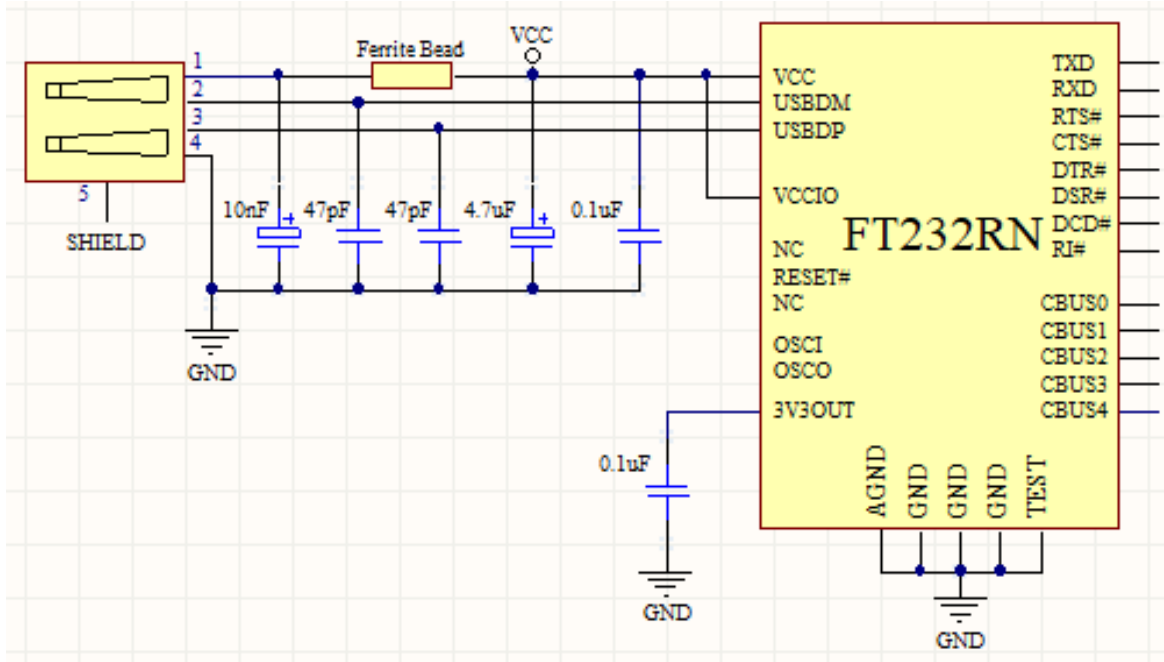 VCC
Ferrite Bead
1
2
3
4
5
SHIELD
10nF
+
47pF
47pF
4.7uF
+
0.1uF
GND
VCC
USBDM
USBDP
VCCIO
NC
RESET#
NC
OSCI
OSCO
3V3OUT
FT232RN
TXD
RXD
RTS#
CTS#
DTR#
DSR#
DCD#
RI#
CBUS0
CBUS1
CBUS2
CBUS3
CBUS4
AGND
GND
GND
GND
TEST
0.1uF
GND
GND